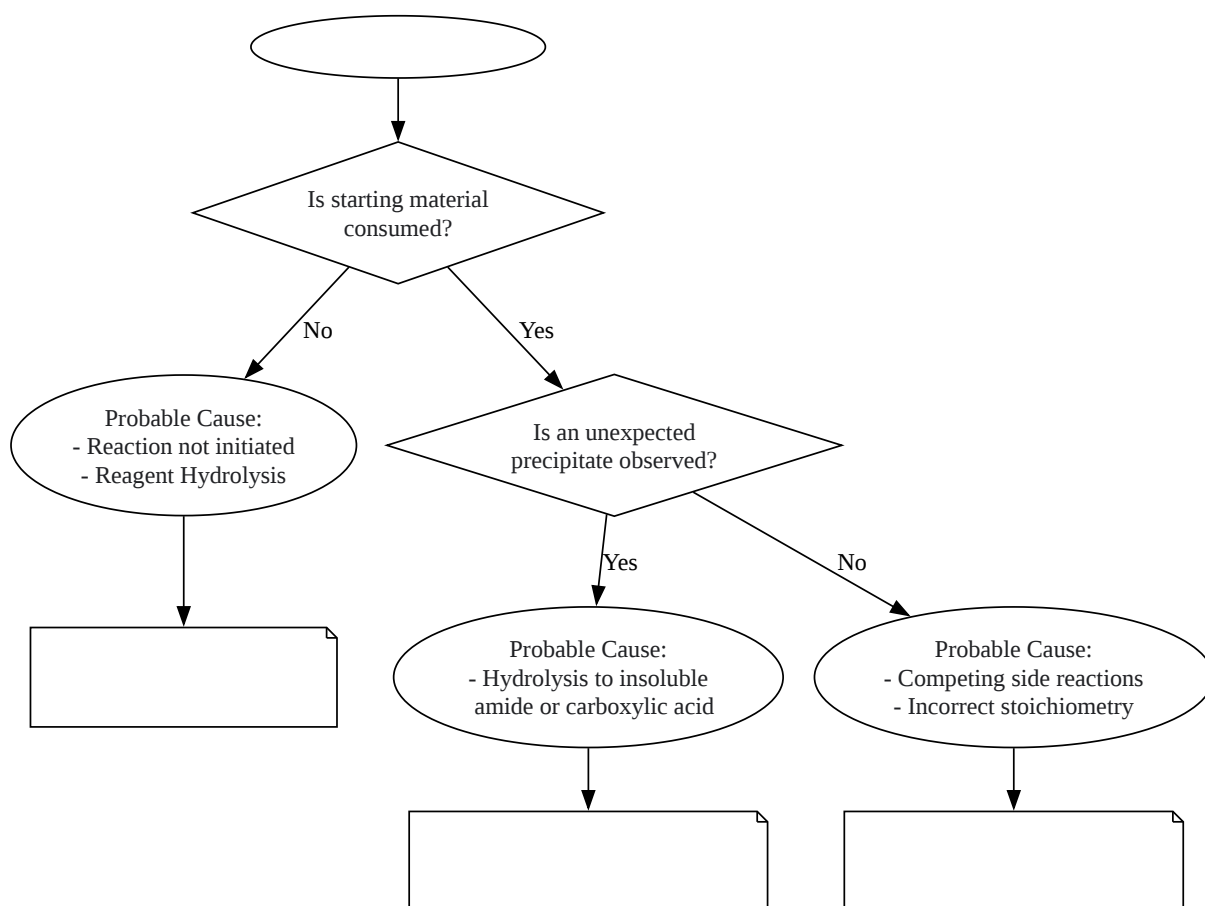 Is starting material
consumed?
No
Yes
Probable Cause:
- Reaction not initiated
- Reagent Hydrolysis
Is an unexpected
precipitate observed?
Yes
No
Probable Cause:
- Hydrolysis to insoluble
amide or carboxylic acid
Probable Cause:
- Competing side reactions
- Incorrect stoichiometry